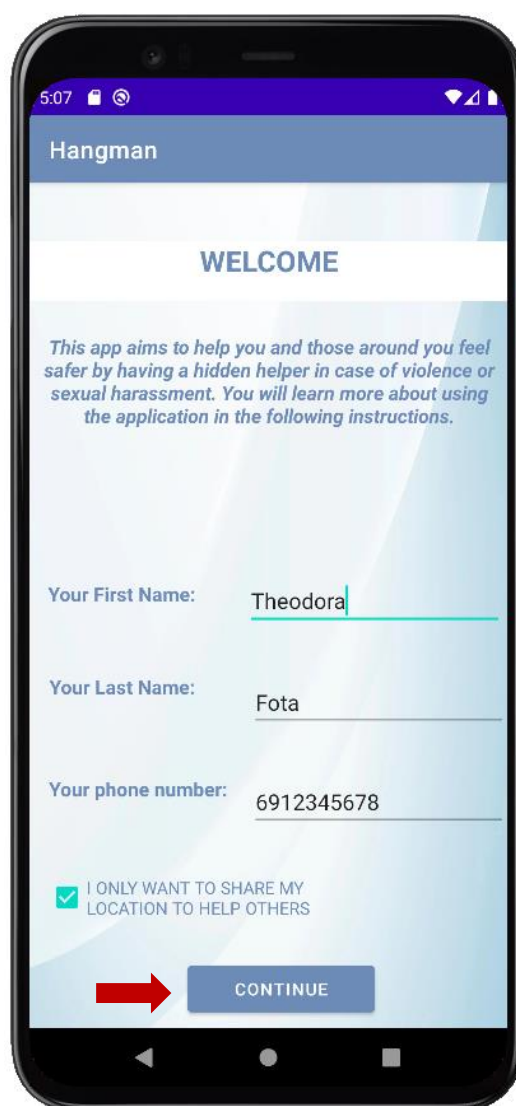 5:07
Hangman
WELCOME
This app aims to help you and those around you feel
safer by having a hidden helper in case of violence or
sexual harassment. You will learn more about using
the application in the following instructions.
Your First Name: Theodora
Your Last Name: Fota
Your phone number: 6912345678
I ONLY WANT TO SHARE MY
LOCATION TO HELP OTHERS
CONTINUE